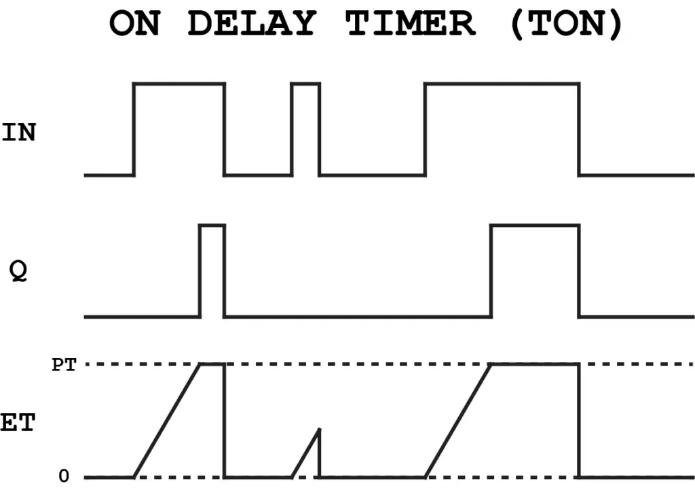 ON DELAY TIMER (TON)
IN
Q
PT
ET
0